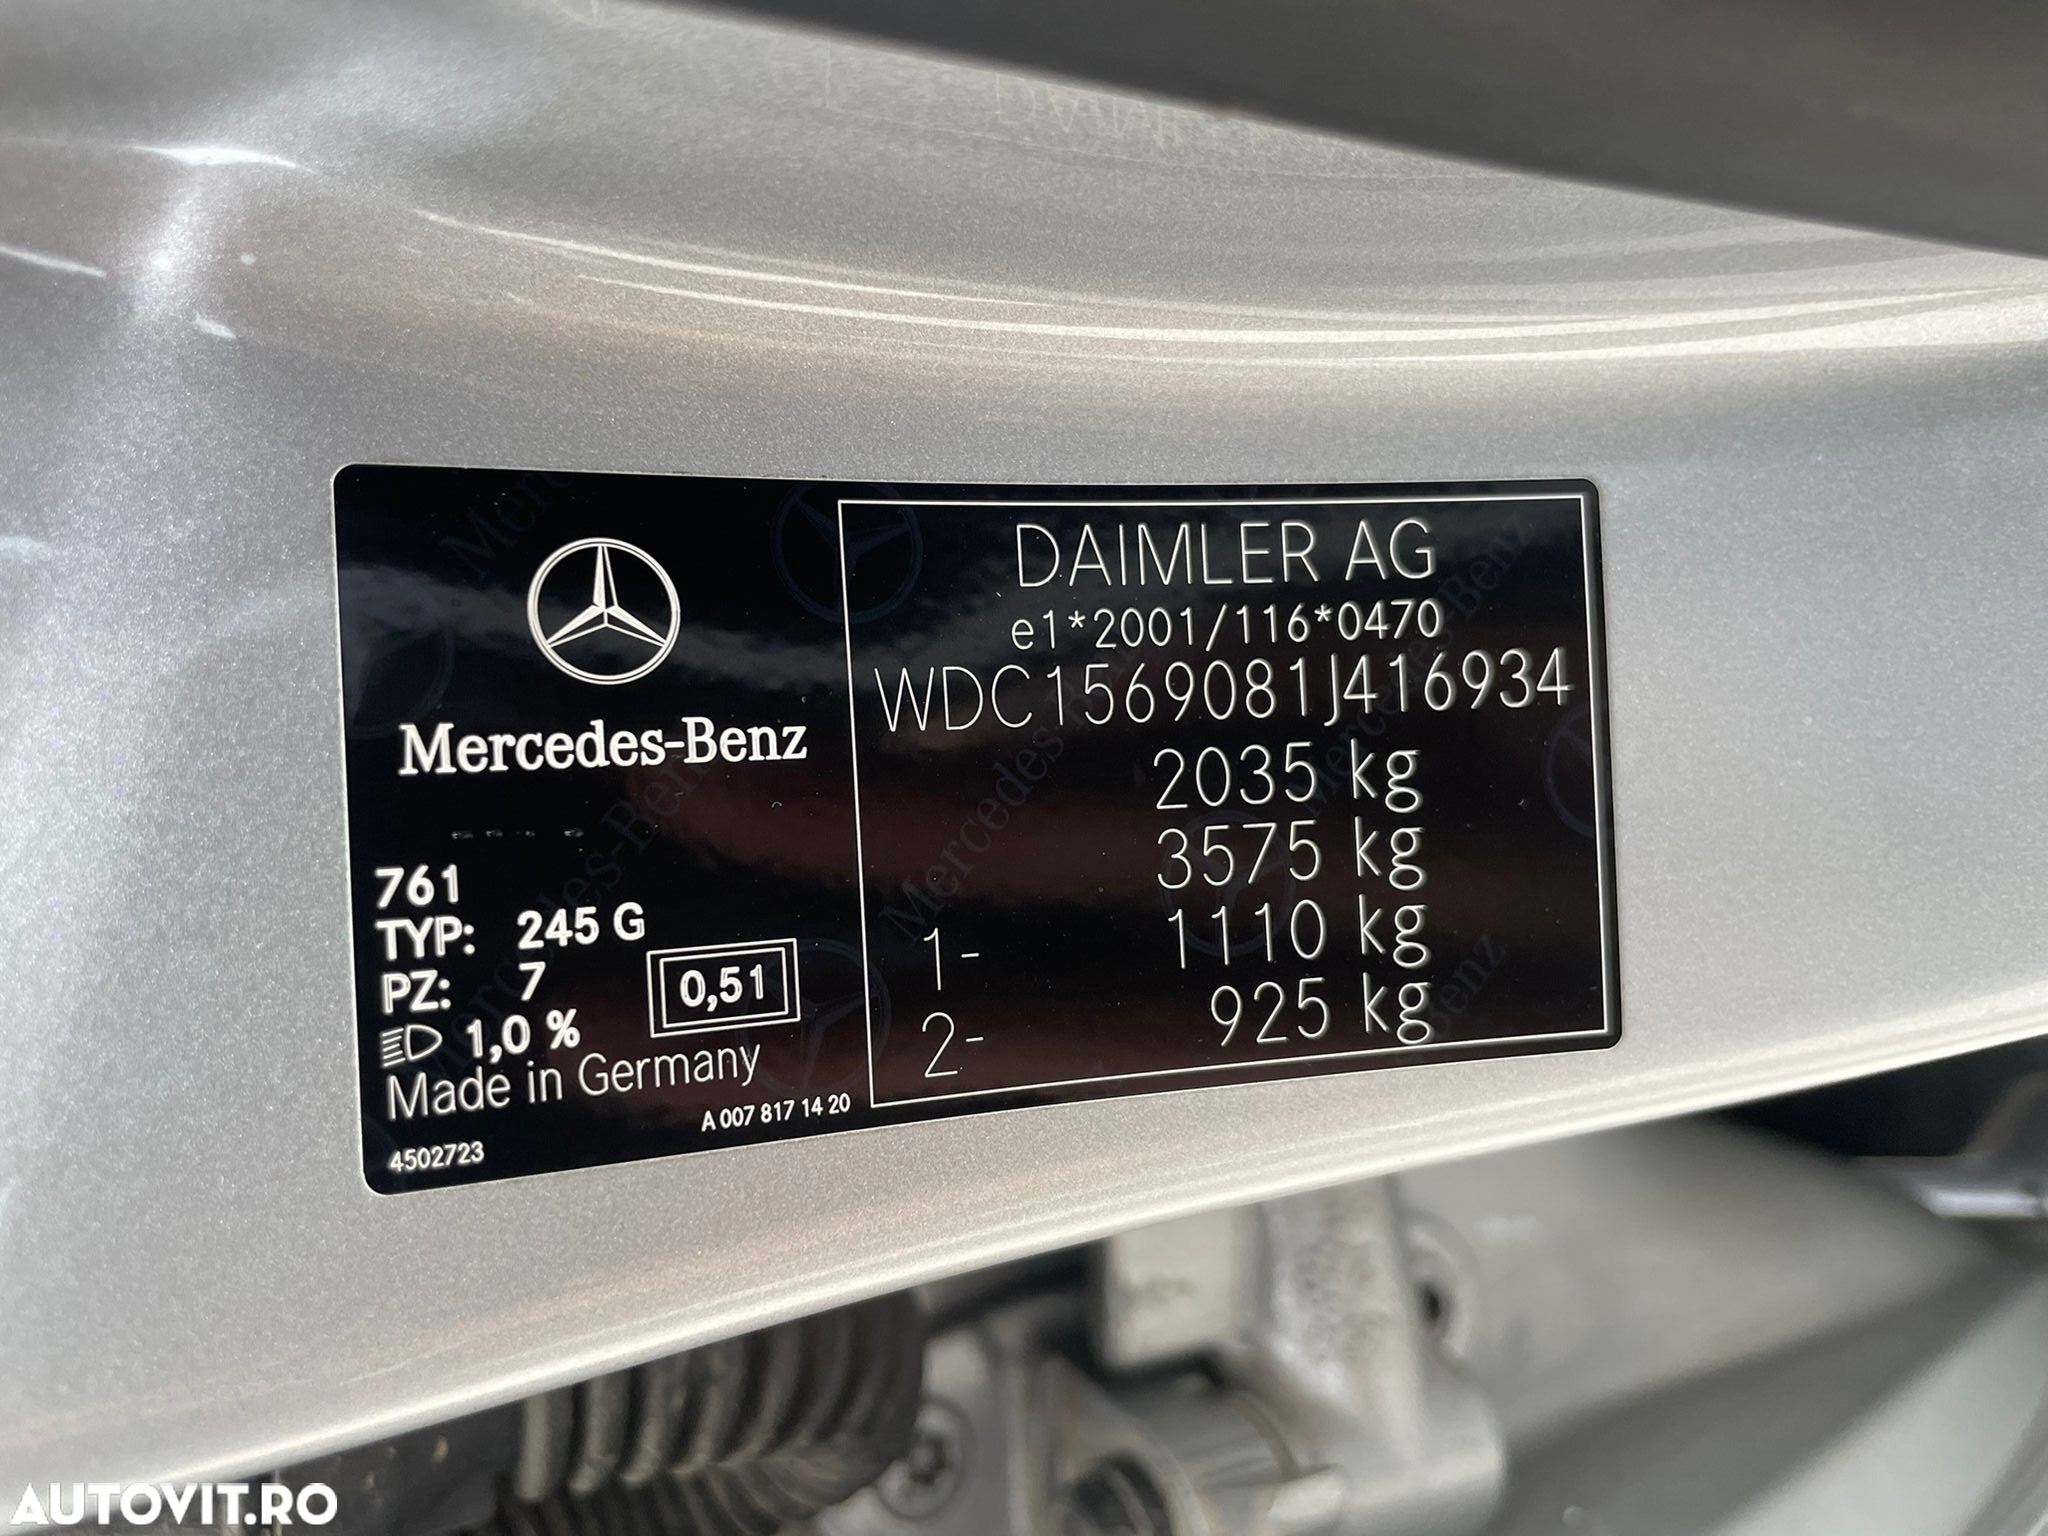 Mercedes-Benz
761
TYP: 245 G
PZ: 7
1,0 %
0,51
Made in Germany
A 007 817 14 20
4502723
DAIMLER AG
e1*2001/116*0470
WDC1569081J416934
2035 kg
3575 kg
1- 1110 kg
2- 925 kg
AUTOVIT.RO